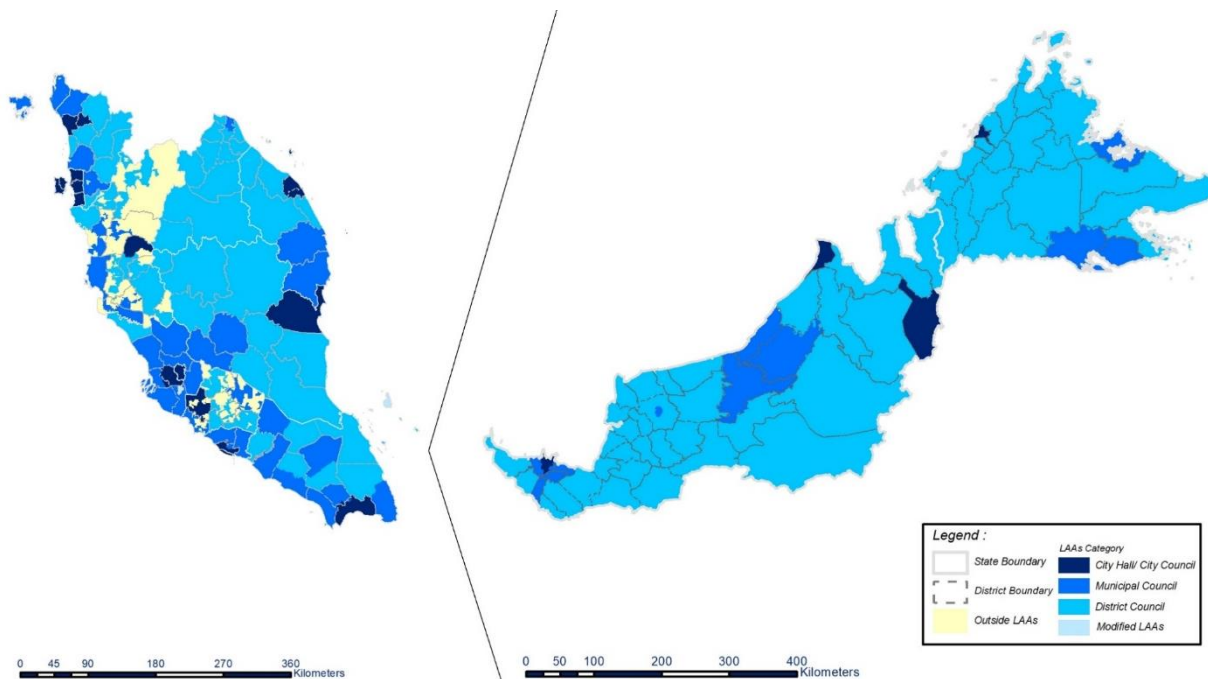 Legend :
State Boundary
District Boundary
Outside LAAs
LAAs Category
City Hall/ City Council
Municipal Council
District Council
Modified LAAs
0 45 90 180 270 360
Kilometers
0 50 100 200 300 400
Kilometers